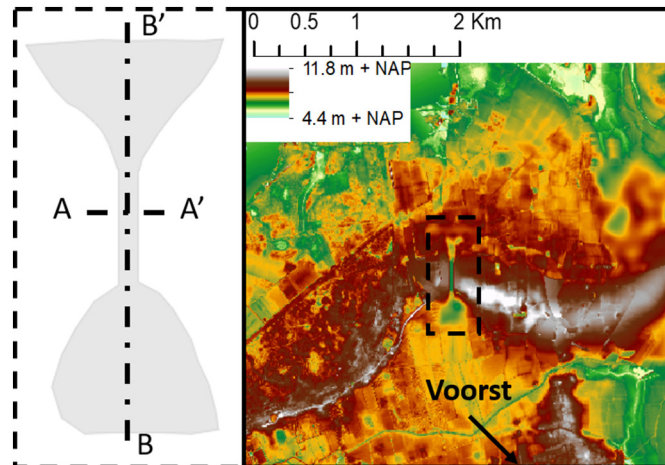 B'
A
A'
B
0 0.5 1 2 Km
11.8 m + NAP
4.4 m + NAP
Voorst